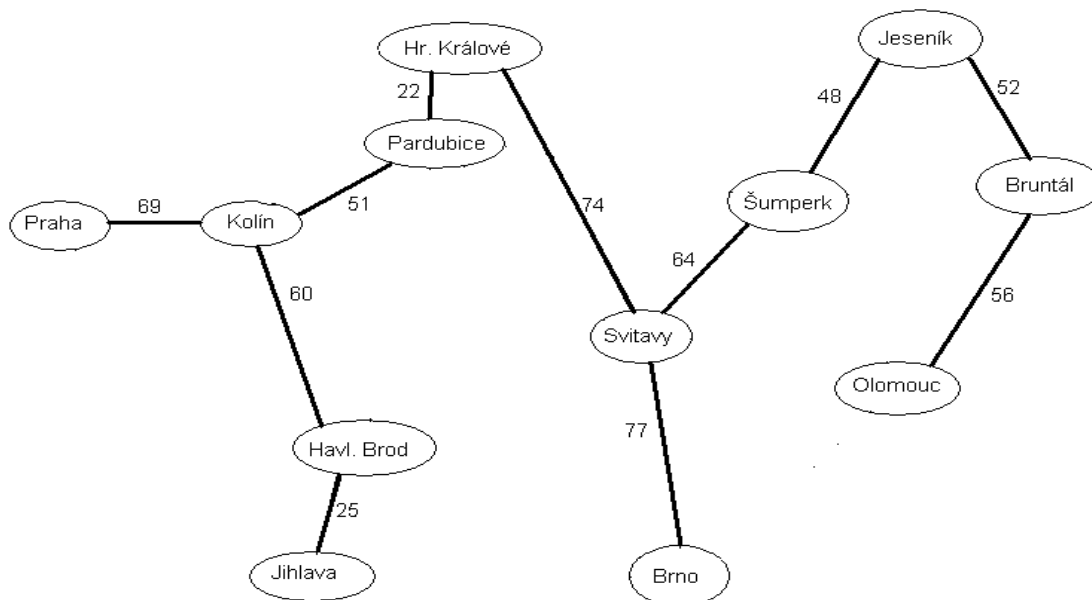 Hr. Králové
Jeseník
22
48
52
Pardubice
Praha
69
Kolín
51
74
Šumperk
Bruntál
64
60
56
Svitavy
Olomouc
77
Havl. Brod
25
Jihlava
Brno